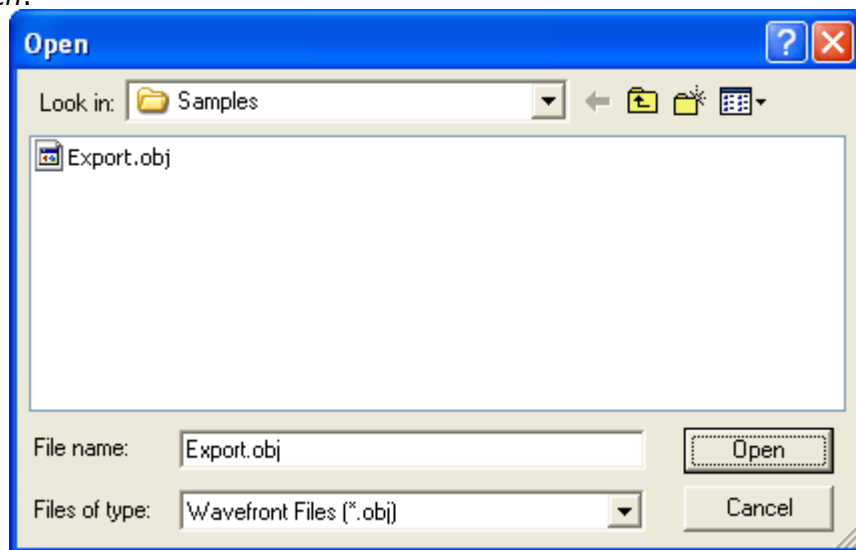 Open
?
Look in: Samples
Export.obj
File name: Export.obj
Open
Files of type: Wavefront Files (*.obj)
Cancel